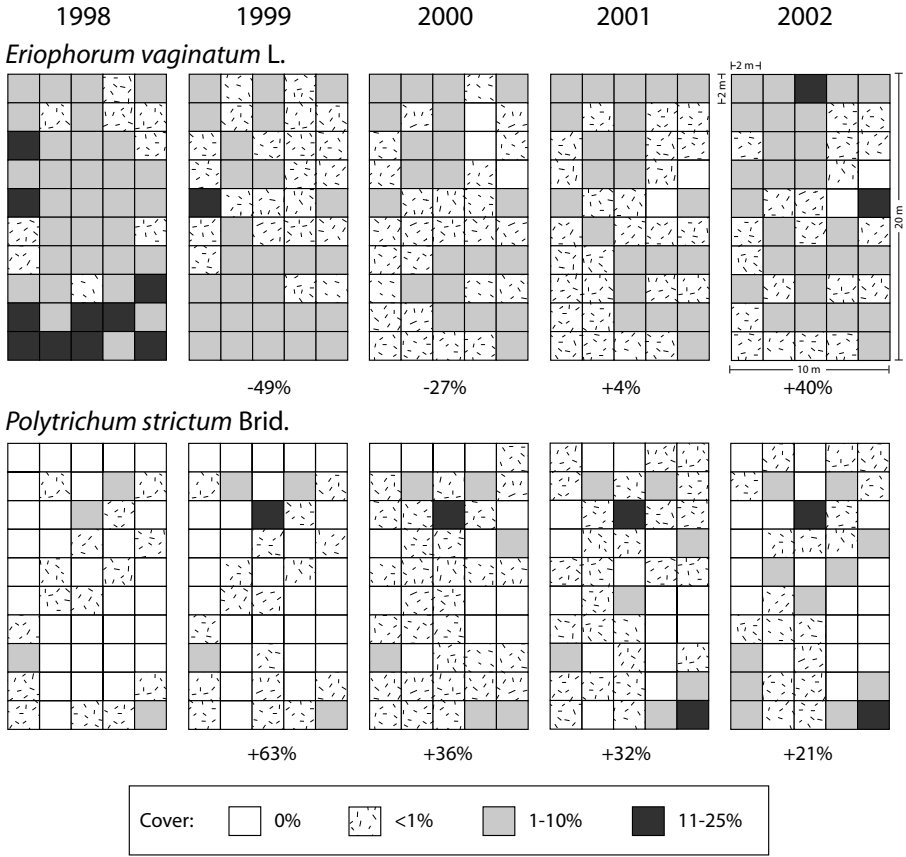 1998 1999 2000 2001 2002
Eriophorum vaginatum L.
2 m
2 m
20 m
10 m
-49% -27% +4% +40%
Polytrichum strictum Brid.
+63% +36% +32% +21%
Cover: 0% <1% 1-10% 11-25%